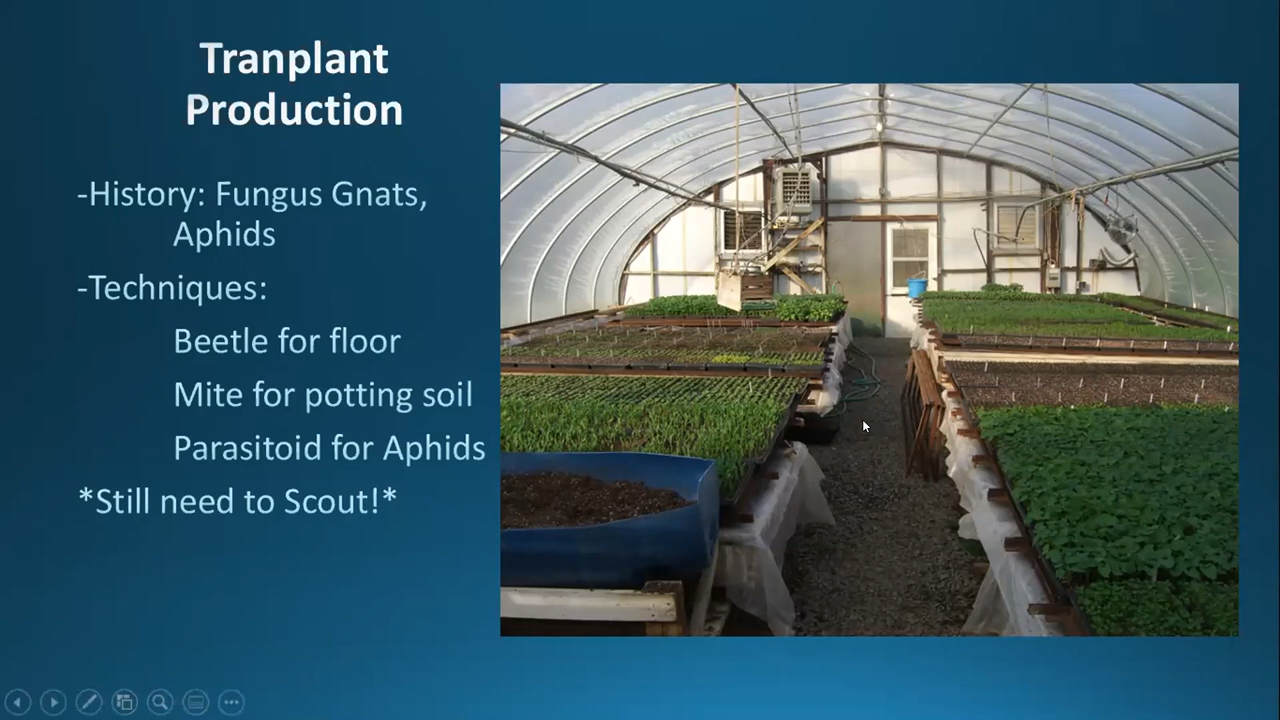 Tranplant
Production
-History: Fungus Gnats,
Aphids
-Techniques:
Beetle for floor
Mite for potting soil
Parasitoid for Aphids
*Still need to Scout!*